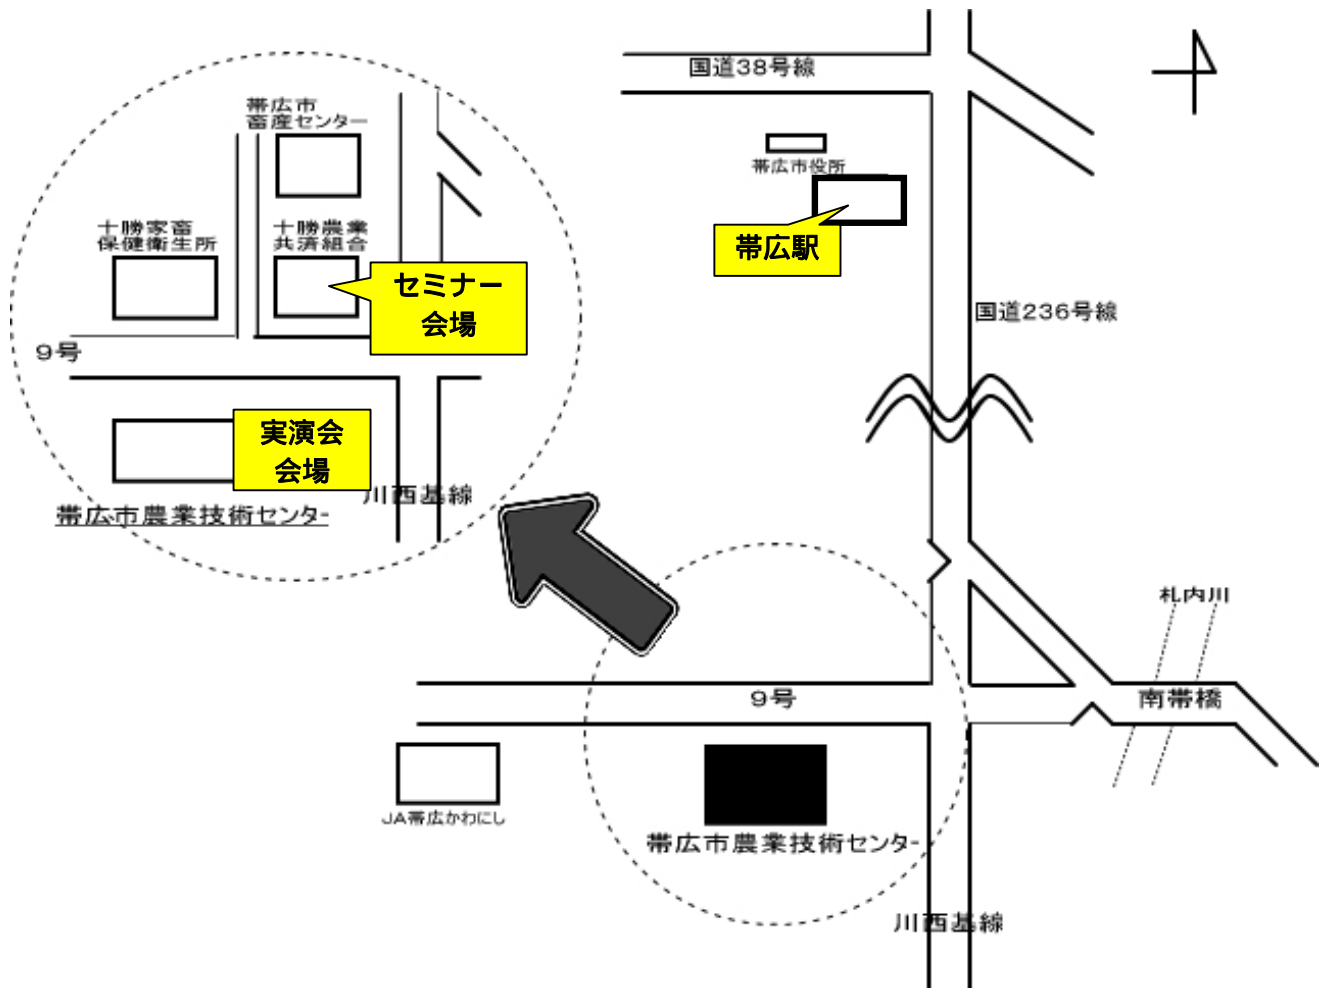 国道38号線
帯広市
畜産センター
帯広市役所
十勝家畜
保健衛生所
十勝農業
共済組合
帯広駅
セミナー
会場
国道236号線
9号
実演会
会場
川西基線
帯広市農業技術センター
札内川
9号
南帯橋
JA帯広かわにし
帯広市農業技術センター
川西基線